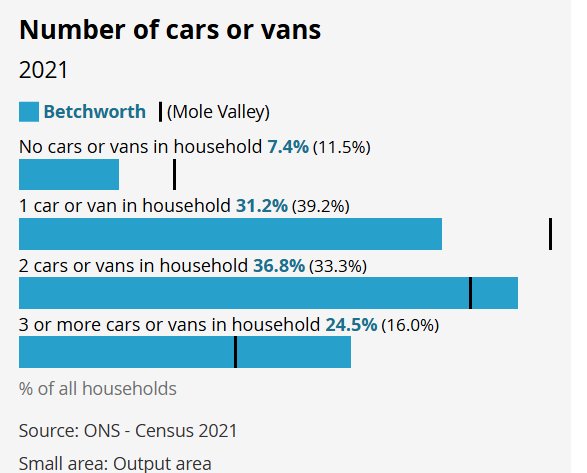 Number of cars or vans
2021
Betchworth (Mole Valley)
No cars or vans in household 7.4% (11.5%)
1 car or van in household 31.2% (39.2%)
2 cars or vans in household 36.8% (33.3%)
3 or more cars or vans in household 24.5% (16.0%)
% of all households
Source: ONS - Census 2021
Small area: Output area